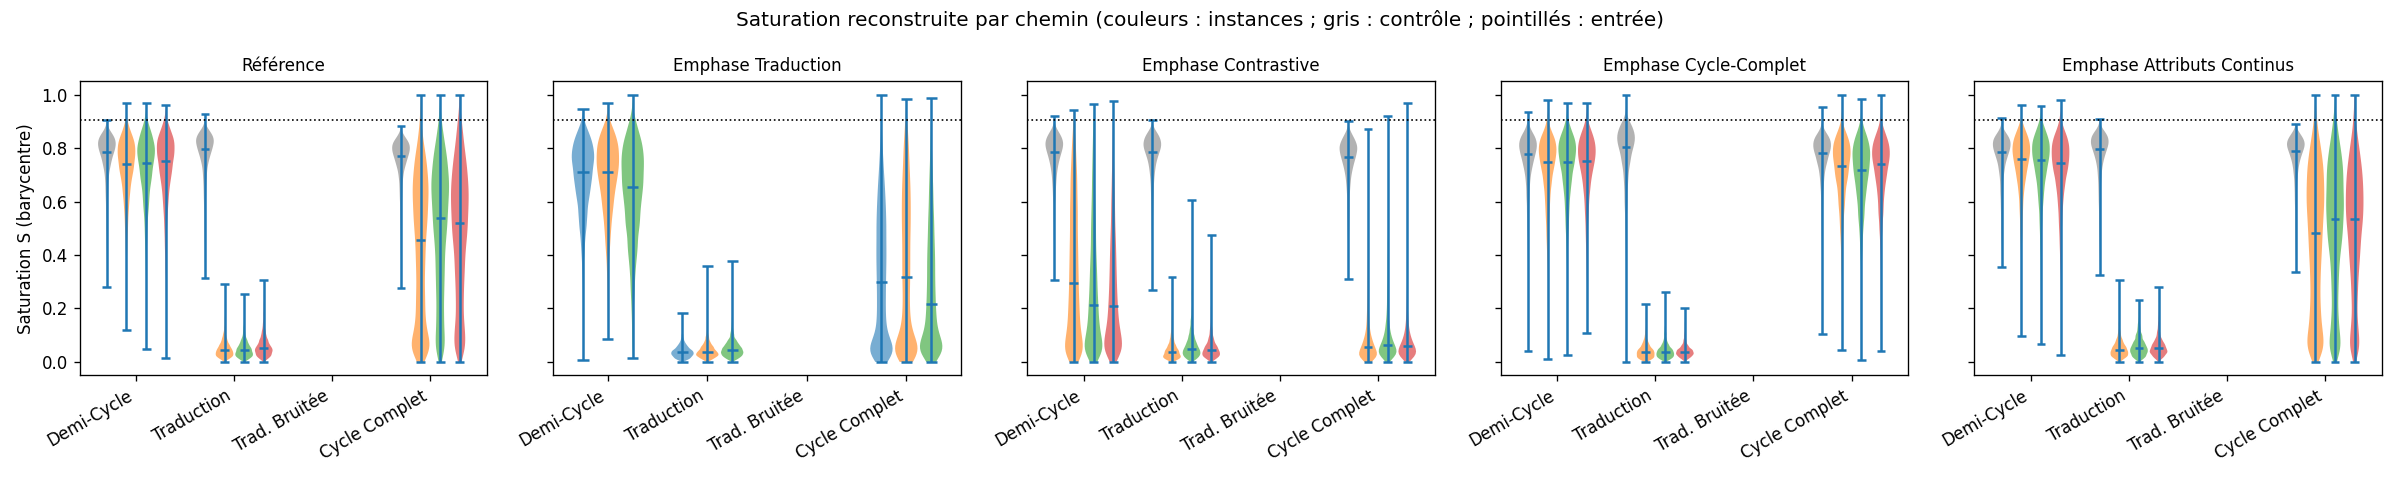 Saturation reconstruite par chemin (couleurs : instances ; gris : contrôle ; pointillés : entrée)
Référence
Emphase Traduction
Emphase Contrastive
Emphase Cycle-Complet
Emphase Attributs Continus
Saturation S (barycentre)
1.0
0.8
0.6
0.4
0.2
0.0
Demi-Cycle
Traduction
Trad. Bruitée
Cycle Complet
Demi-Cycle
Traduction
Trad. Bruitée
Cycle Complet
Demi-Cycle
Traduction
Trad. Bruitée
Cycle Complet
Demi-Cycle
Traduction
Trad. Bruitée
Cycle Complet
Demi-Cycle
Traduction
Trad. Bruitée
Cycle Complet